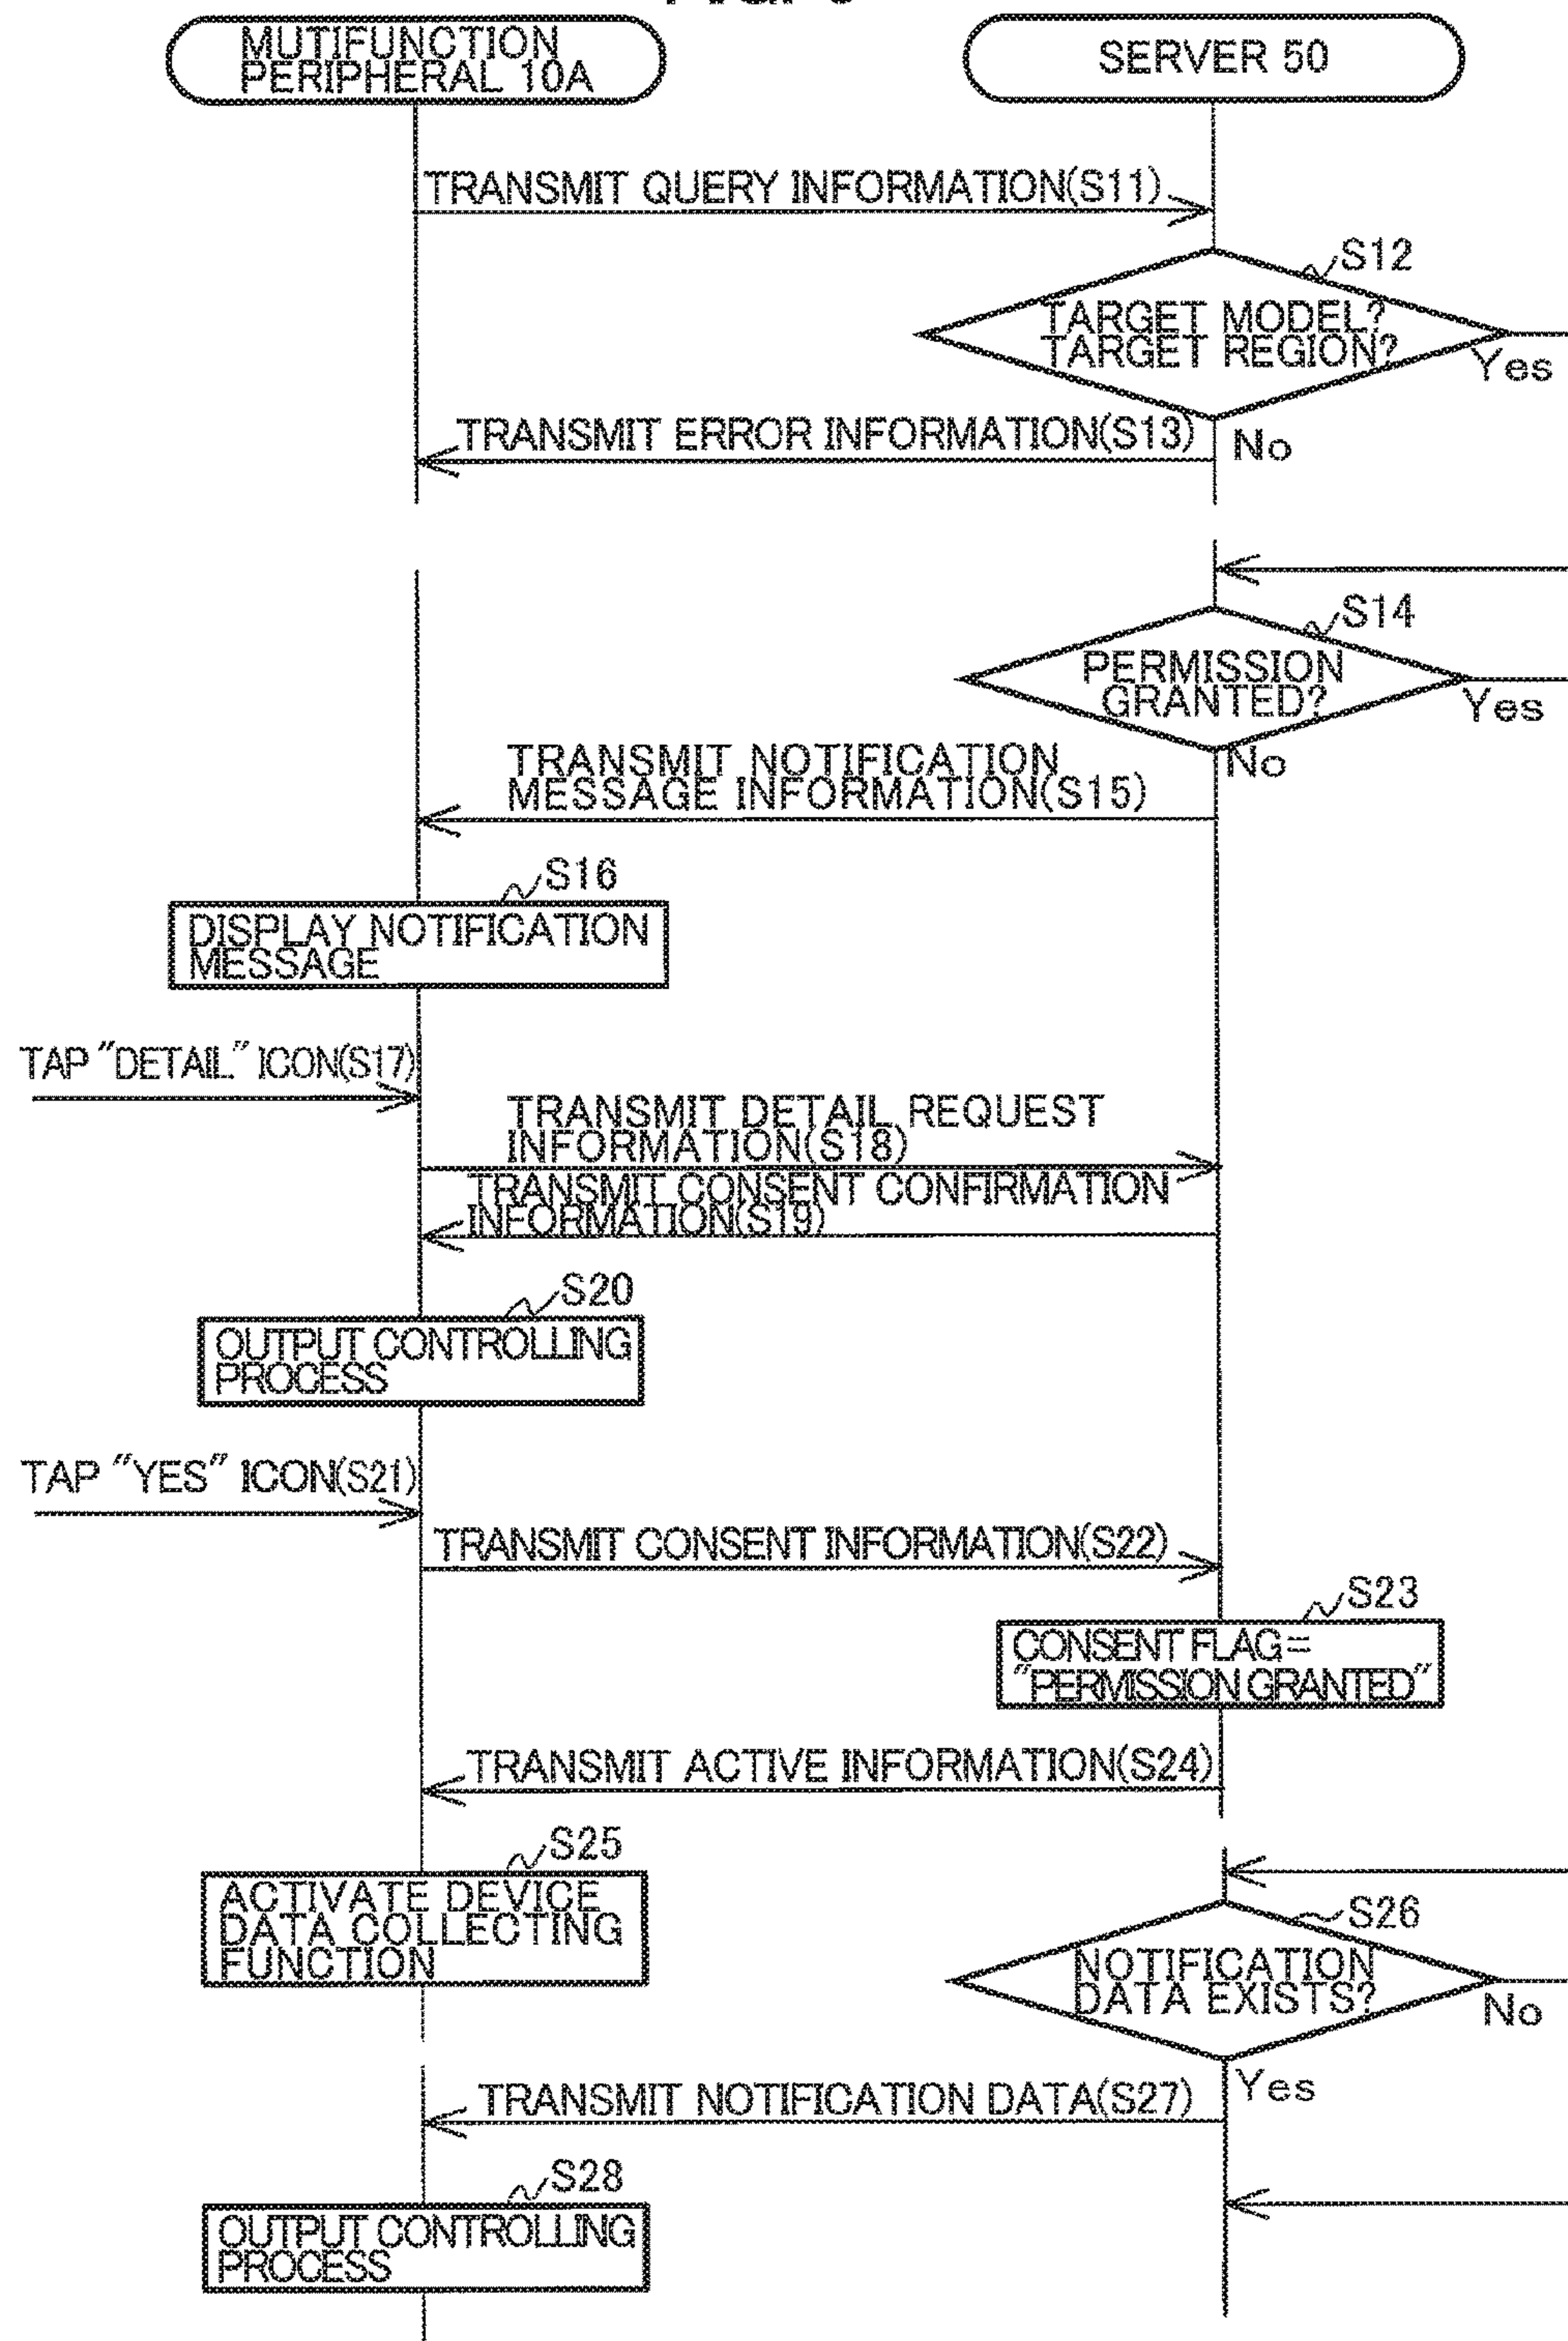 MUTIFUNCTION
PERIPHERAL 10A
SERVER 50
TRANSMIT QUERY INFORMATION(S11)
S12
TARGET MODEL?
TARGET REGION?
Yes
TRANSMIT ERROR INFORMATION(S13)
No
S14
PERMISSION
GRANTED?
Yes
No
TRANSMIT NOTIFICATION
MESSAGE INFORMATION(S15)
S16
DISPLAY NOTIFICATION
MESSAGE
TAP "DETAIL" ICON(S17)
TRANSMIT DETAIL REQUEST
INFORMATION(S18)
TRANSMIT CONSENT CONFIRMATION
INFORMATION(S19)
S20
OUTPUT CONTROLLING
PROCESS
TAP "YES" ICON(S21)
TRANSMIT CONSENT INFORMATION(S22)
S23
CONSENT FLAG=
"PERMISSION GRANTED"
TRANSMIT ACTIVE INFORMATION(S24)
S25
ACTIVATE DEVICE
DATA COLLECTING
FUNCTION
S26
NOTIFICATION
DATA EXISTS?
No
Yes
TRANSMIT NOTIFICATION DATA(S27)
S28
OUTPUT CONTROLLING
PROCESS